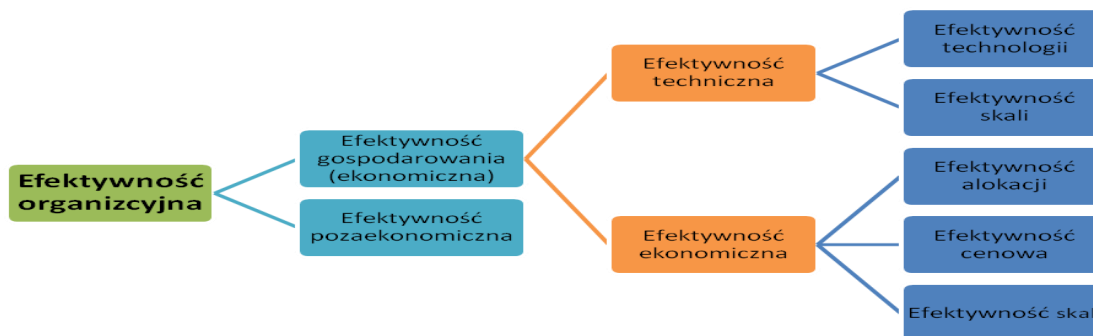 Efektywność
organizcyjna
Efektywność
gospodarowania
(ekonomiczna)
Efektywność
pozaekonomiczna
Efektywność
techniczna
Efektywność
ekonomiczna
Efektywność
technologii
Efektywność
skali
Efektywność
alokacji
Efektywność
cenowa
Efektywność skal